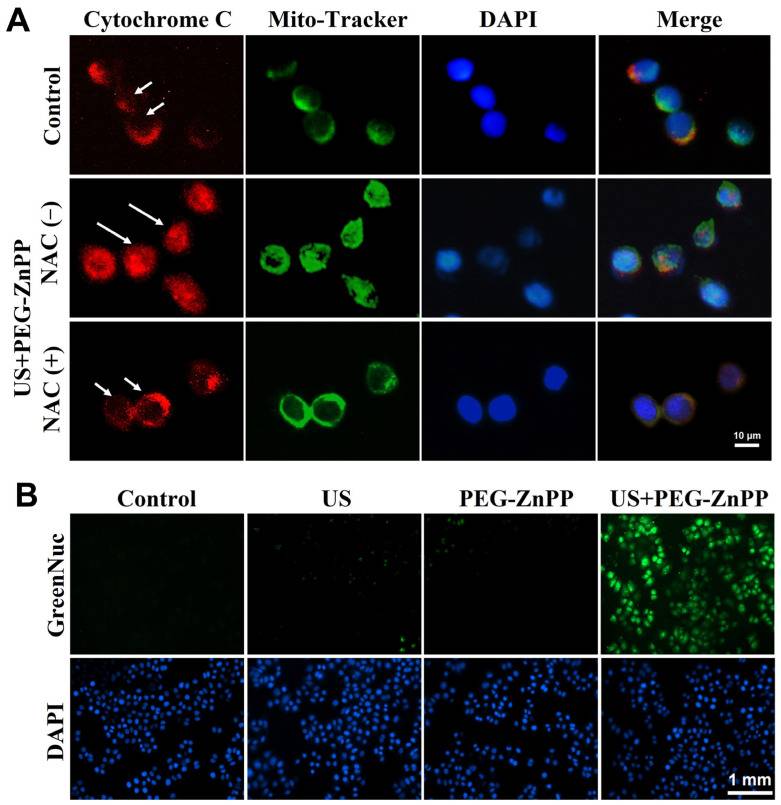 A
Cytochrome C Mito-Tracker DAPI Merge
Control
US+PEG-ZnPP
NAC (−)
NAC (+)
10 µm
B
Control US PEG-ZnPP US+PEG-ZnPP
GreenNuc
DAPI
1 mm